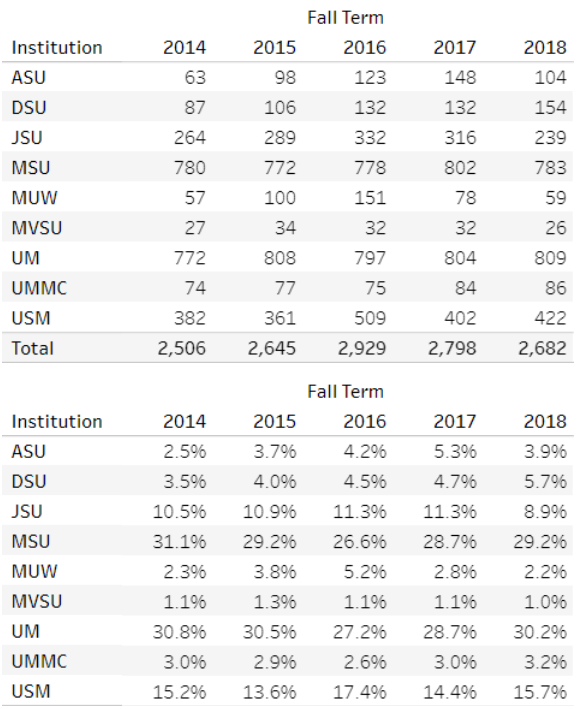 Fall Term
Institution 2014 2015 2016 2017 2018
ASU 63 98 123 148 104
DSU 87 106 132 132 154
JSU 264 289 332 316 239
MSU 780 772 778 802 783
MUW 57 100 151 78 59
MVSU 27 34 32 32 26
UM 772 808 797 804 809
UMMC 74 77 75 84 86
USM 382 361 509 402 422
Total 2,506 2,645 2,929 2,798 2,682
Fall Term
Institution 2014 2015 2016 2017 2018
ASU 2.5% 3.7% 4.2% 5.3% 3.9%
DSU 3.5% 4.0% 4.5% 4.7% 5.7%
JSU 10.5% 10.9% 11.3% 11.3% 8.9%
MSU 31.1% 29.2% 26.6% 28.7% 29.2%
MUW 2.3% 3.8% 5.2% 2.8% 2.2%
MVSU 1.1% 1.3% 1.1% 1.1% 1.0%
UM 30.8% 30.5% 27.2% 28.7% 30.2%
UMMC 3.0% 2.9% 2.6% 3.0% 3.2%
USM 15.2% 13.6% 17.4% 14.4% 15.7%